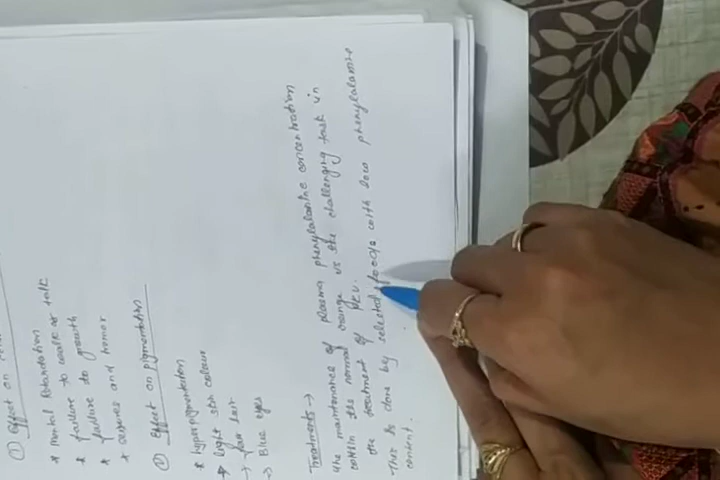 ① Effect on
* Mental Retardation
* failure to walk or talk
* failure to growth
* seizures and tremor
② Effect on pigmentation
* hypopigmentation
→ light skin colour
→ fair hair
→ Blue eyes
Treatments →
the maintenance of plasma phenylalanine concentration
within the normal range is the challenging task in
the treatment of PKU.
This is done by selected foods with low phenylalanine
content.